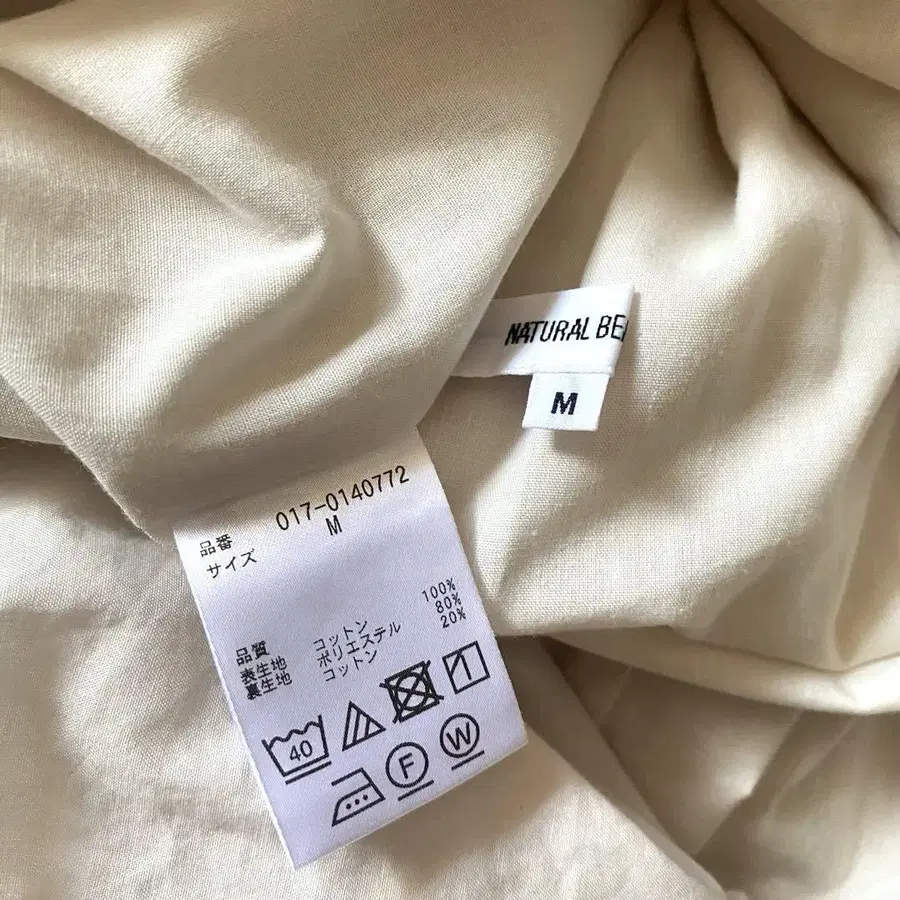 NATURAL BE
M
品番 017-0140772
サイズ M
品質
表生地 コットン 100%
裏生地 ポリエステル 80%
コットン 20%
40
F
W